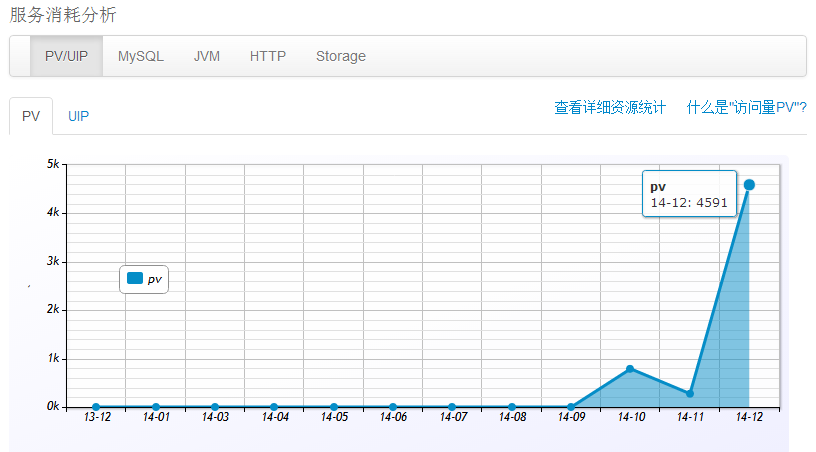 服务消耗分析
PV/UIP MySQL JVM HTTP Storage
PV UIP 查看详细资源统计 什么是"访问量PV"?
5k
4k
3k
2k
1k
0k
pv
pv
14-12: 4591
13-12 14-01 14-03 14-04 14-05 14-06 14-07 14-08 14-09 14-10 14-11 14-12